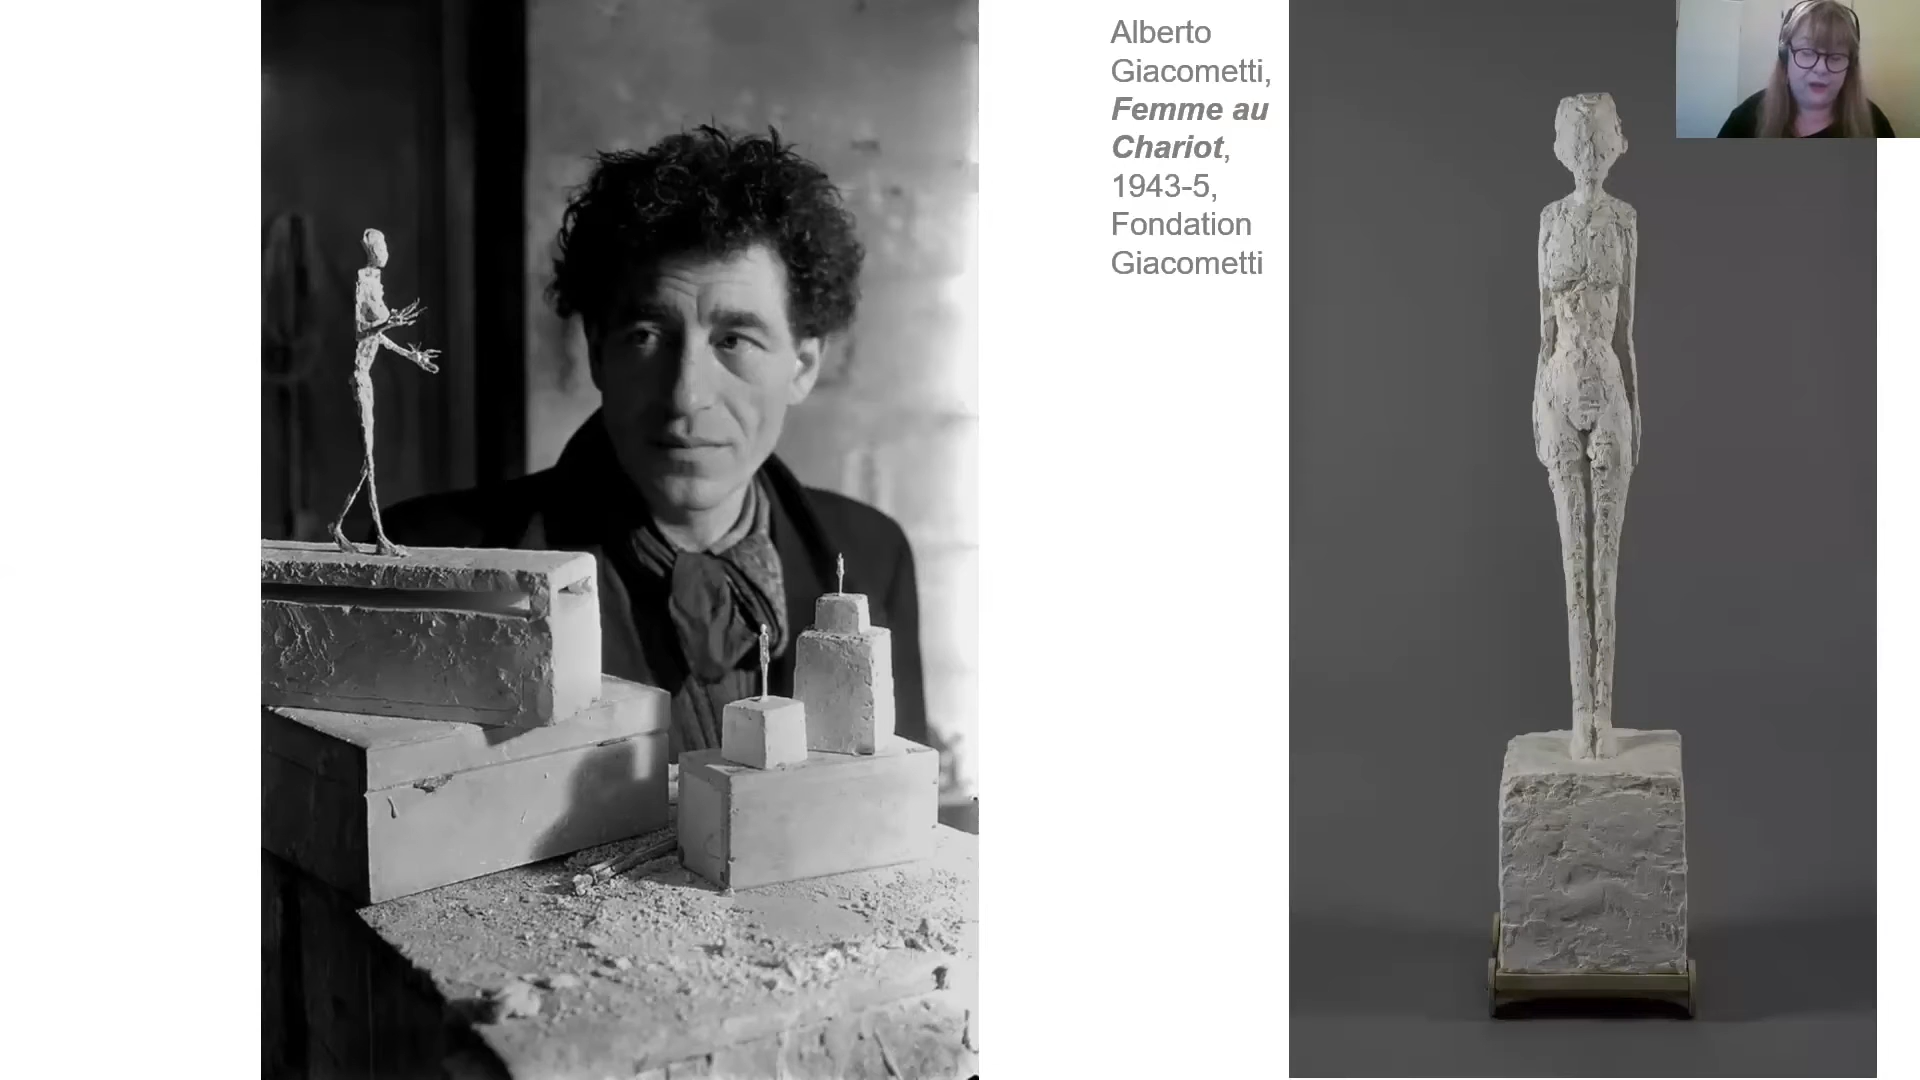 Alberto
Giacometti,
Femme au
Chariot,
1943-5,
Fondation
Giacometti